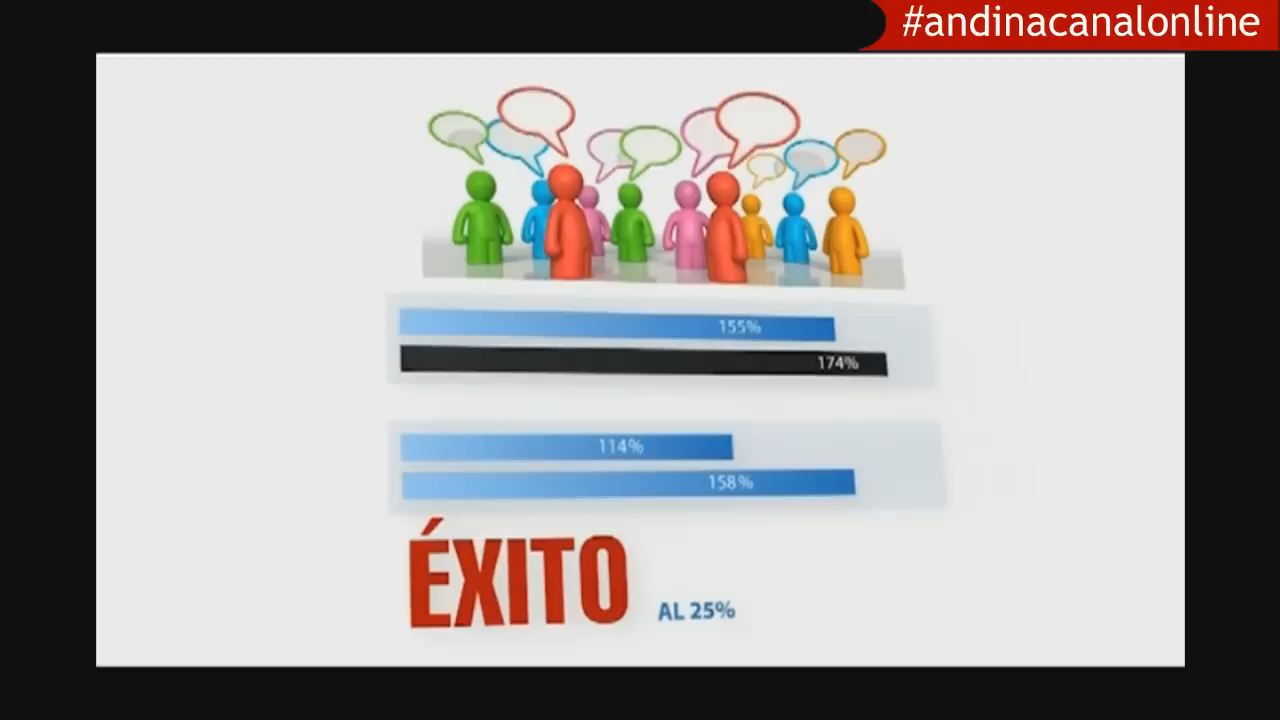 #andinacanalonline
155%
174%
114%
158%
ÉXITO
AL 25%